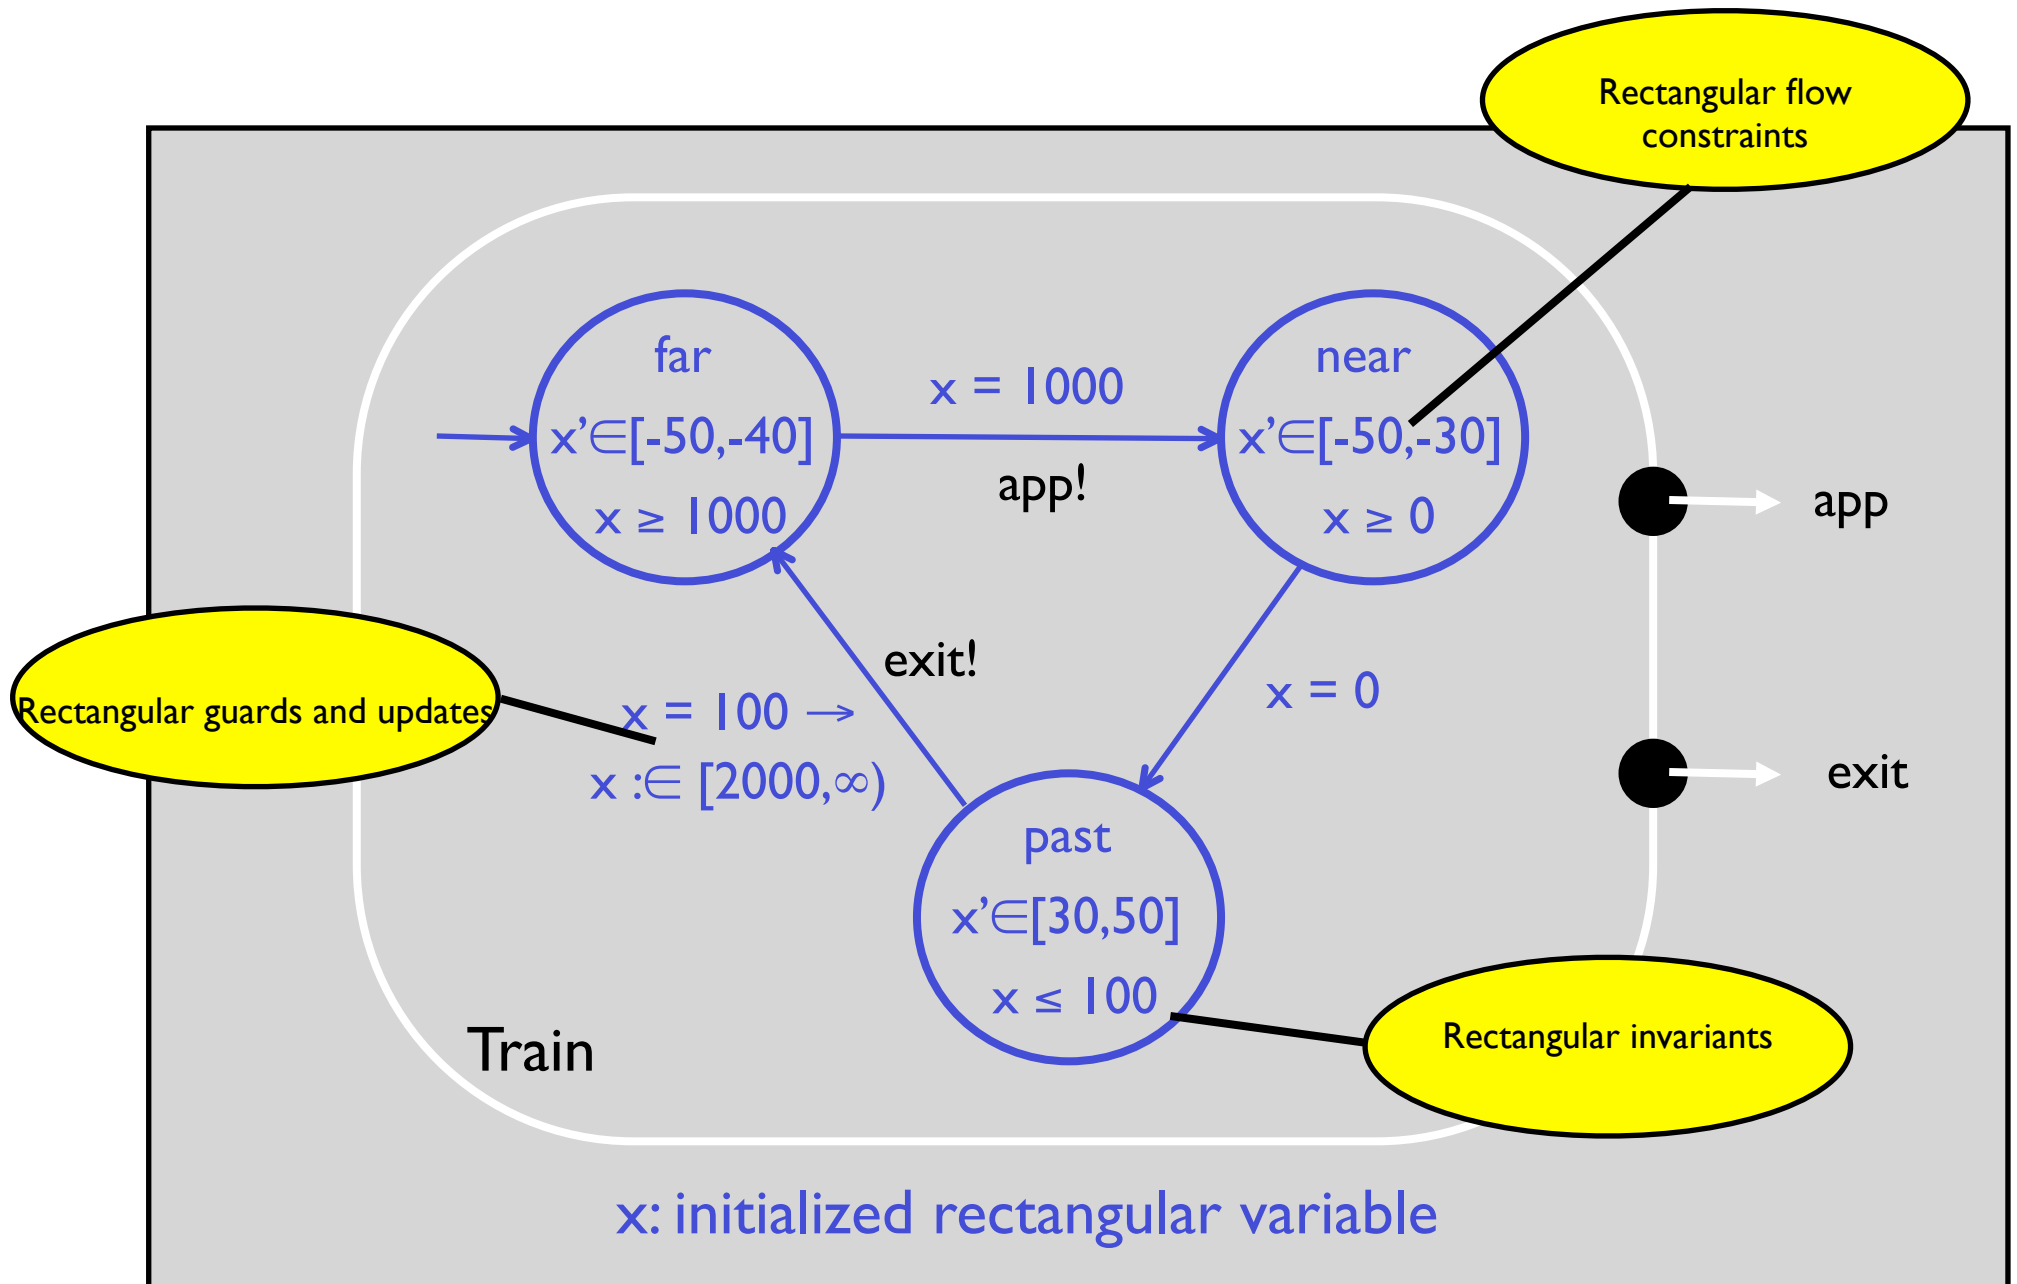 Rectangular flow
constraints
far
x'∈[-50,-40]
x ≥ 1000
x = 1000
app!
near
x'∈[-50,-30]
x ≥ 0
app
exit!
x = 0
Rectangular guards and updates
x = 100 →
x :∈ [2000,∞)
exit
past
x'∈[30,50]
x ≤ 100
Rectangular invariants
Train
x: initialized rectangular variable